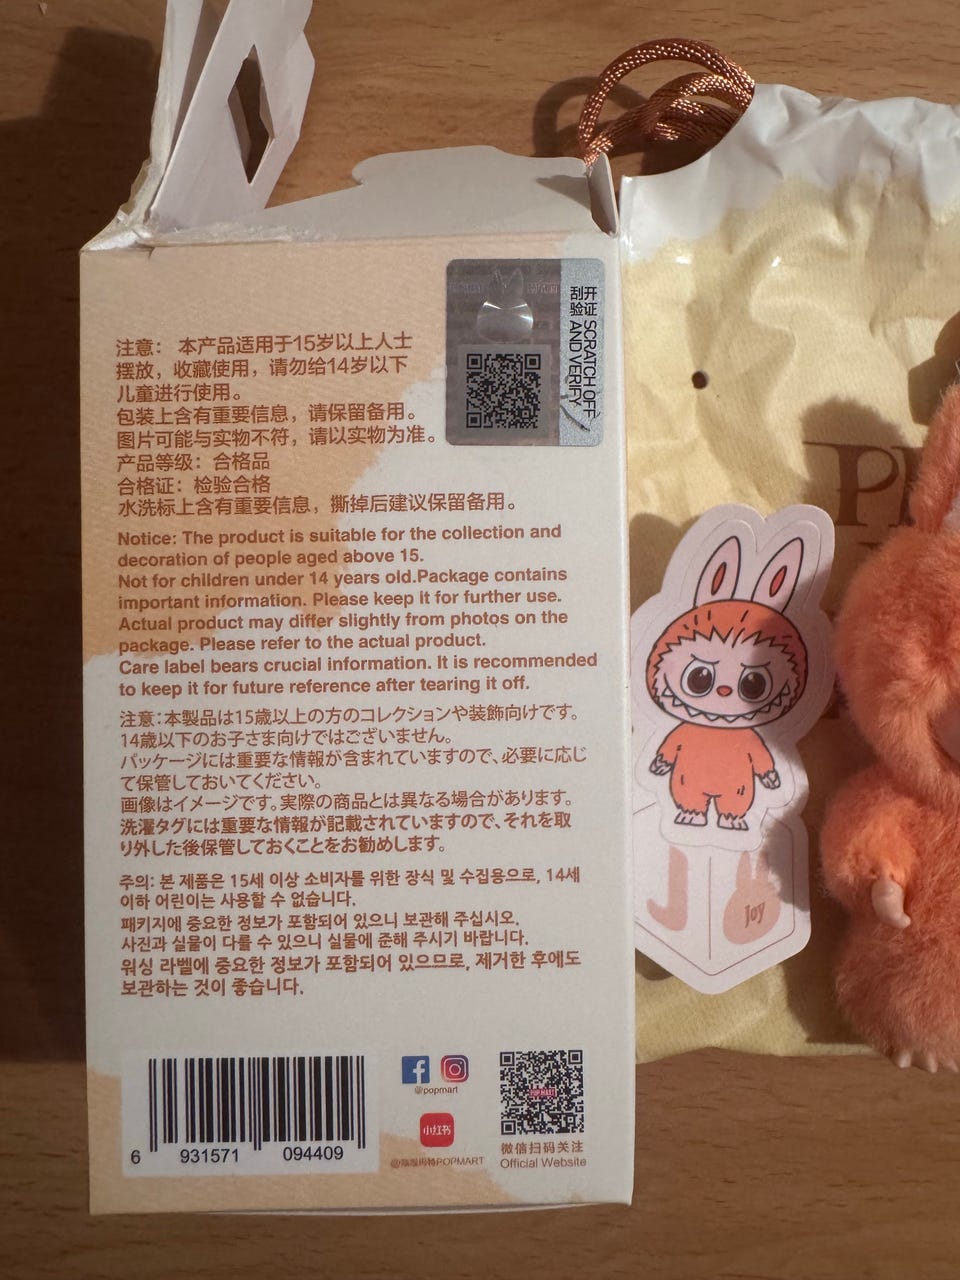 开证 SCRATCH OFF
刮验 AND VERIFY
注意： 本产品适用于15岁以上人士
摆放，收藏使用，请勿给14岁以下
儿童进行使用。
包装上含有重要信息，请保留备用。
图片可能与实物不符，请以实物为准。
产品等级：合格品
合格证：检验合格
水洗标上含有重要信息，撕掉后建议保留备用。
Notice: The product is suitable for the collection and
decoration of people aged above 15.
Not for children under 14 years old.Package contains
important information. Please keep it for further use.
Actual product may differ slightly from photos on the
package. Please refer to the actual product.
Care label bears crucial information. It is recommended
to keep it for future reference after tearing it off.
注意:本製品は15歳以上の方のコレクションや装飾向けです。
14歳以下のお子さま向けではございません。
パッケージには重要な情報が含まれていますので、必要に応じ
て保管しておいてください。
画像はイメージです。実際の商品とは異なる場合があります。
洗濯タグには重要な情報が記載されていますので、それを取
り外した後保管しておくことをお勧めします。
주의: 본 제품은 15세 이상 소비자를 위한 장식 및 수집용으로, 14세
이하 어린이는 사용할 수 없습니다.
패키지에 중요한 정보가 포함되어 있으니 보관해 주십시오.
사진과 실물이 다를 수 있으니 실물에 준해 주시기 바랍니다.
워싱 라벨에 중요한 정보가 포함되어 있으므로, 제거한 후에도
보관하는 것이 좋습니다.
6 931571 094409
@popmart
小红书
@泡泡玛特POPMART
POP MART
微信扫码关注
Official Website
J
Joy